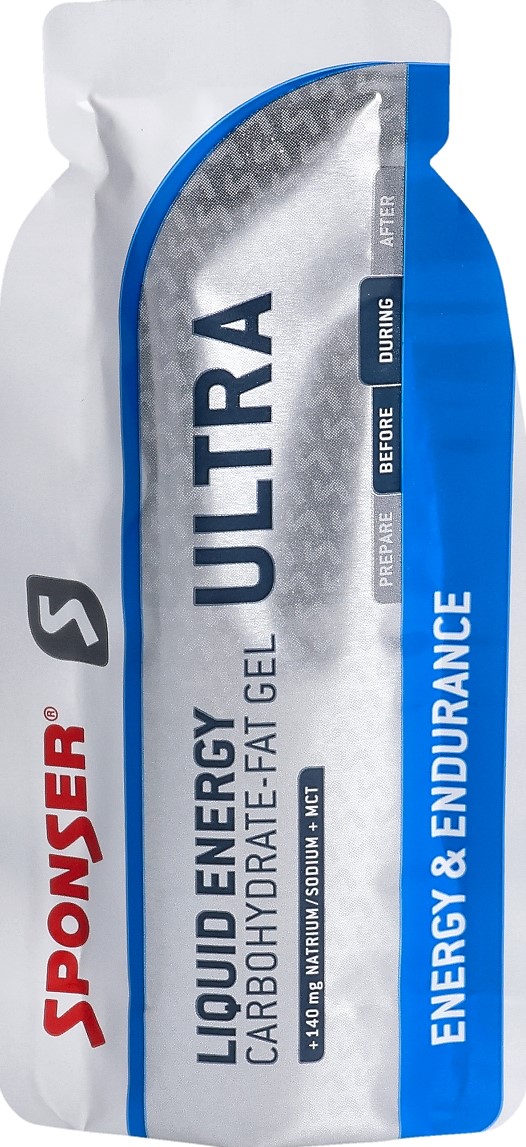 SPONSER®
LIQUID ENERGY
CARBOHYDRATE-FAT GEL
ULTRA
+140 mg NATRIUM/SODIUM + MCT
PREPARE BEFORE DURING AFTER
ENERGY & ENDURANCE